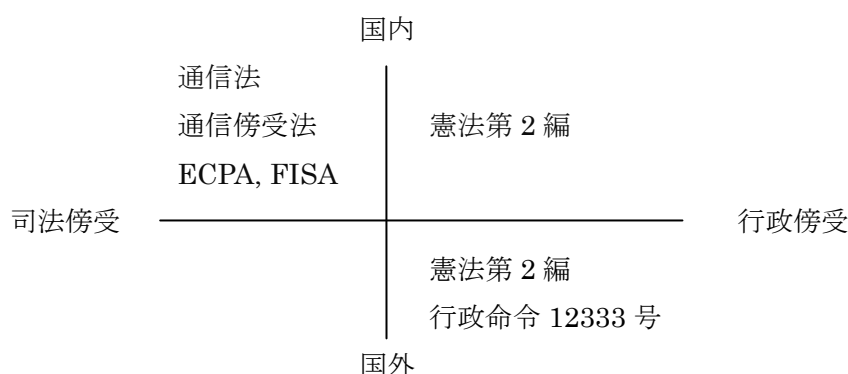 国内
通信法
通信傍受法
憲法第 2 編
ECPA, FISA
司法傍受
行政傍受
憲法第 2 編
行政命令 12333 号
国外